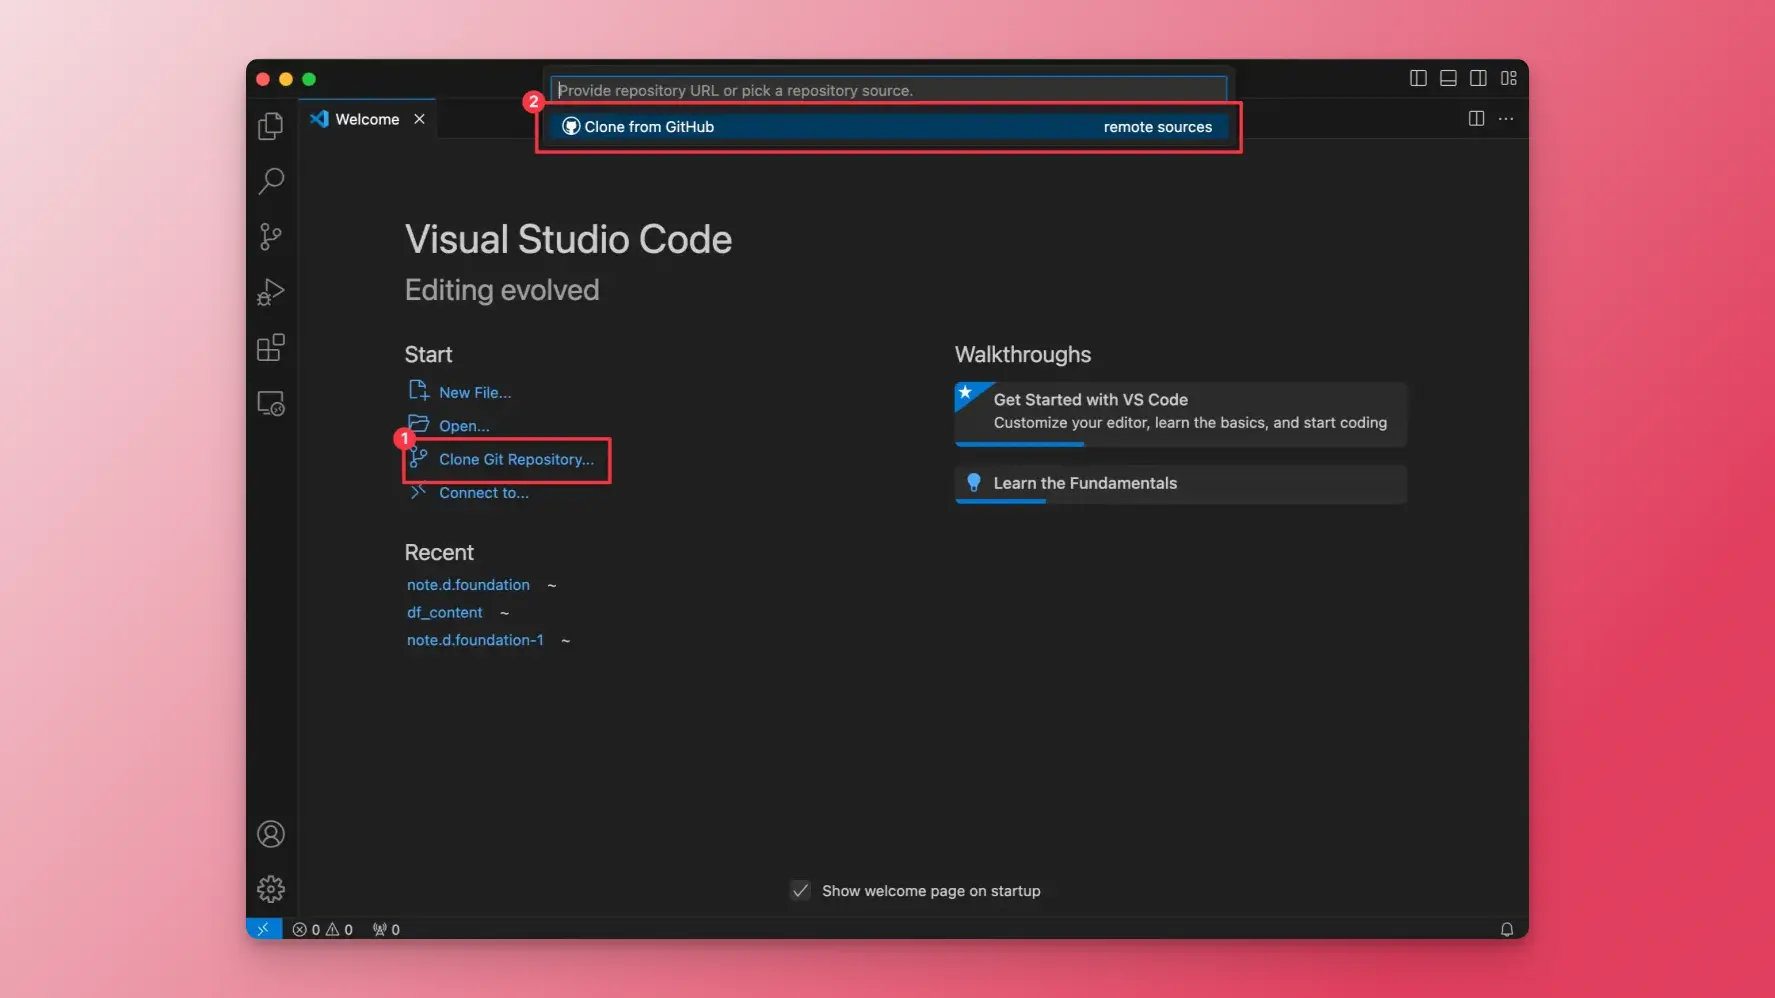 Provide repository URL or pick a repository source.
2
Clone from GitHub remote sources
Welcome
Visual Studio Code
Editing evolved
Start
New File...
Open...
1
Clone Git Repository...
Connect to...
Walkthroughs
Get Started with VS Code
Customize your editor, learn the basics, and start coding
Learn the Fundamentals
Recent
note.d.foundation ~
df_content ~
note.d.foundation-1 ~
Show welcome page on startup
0 0 0